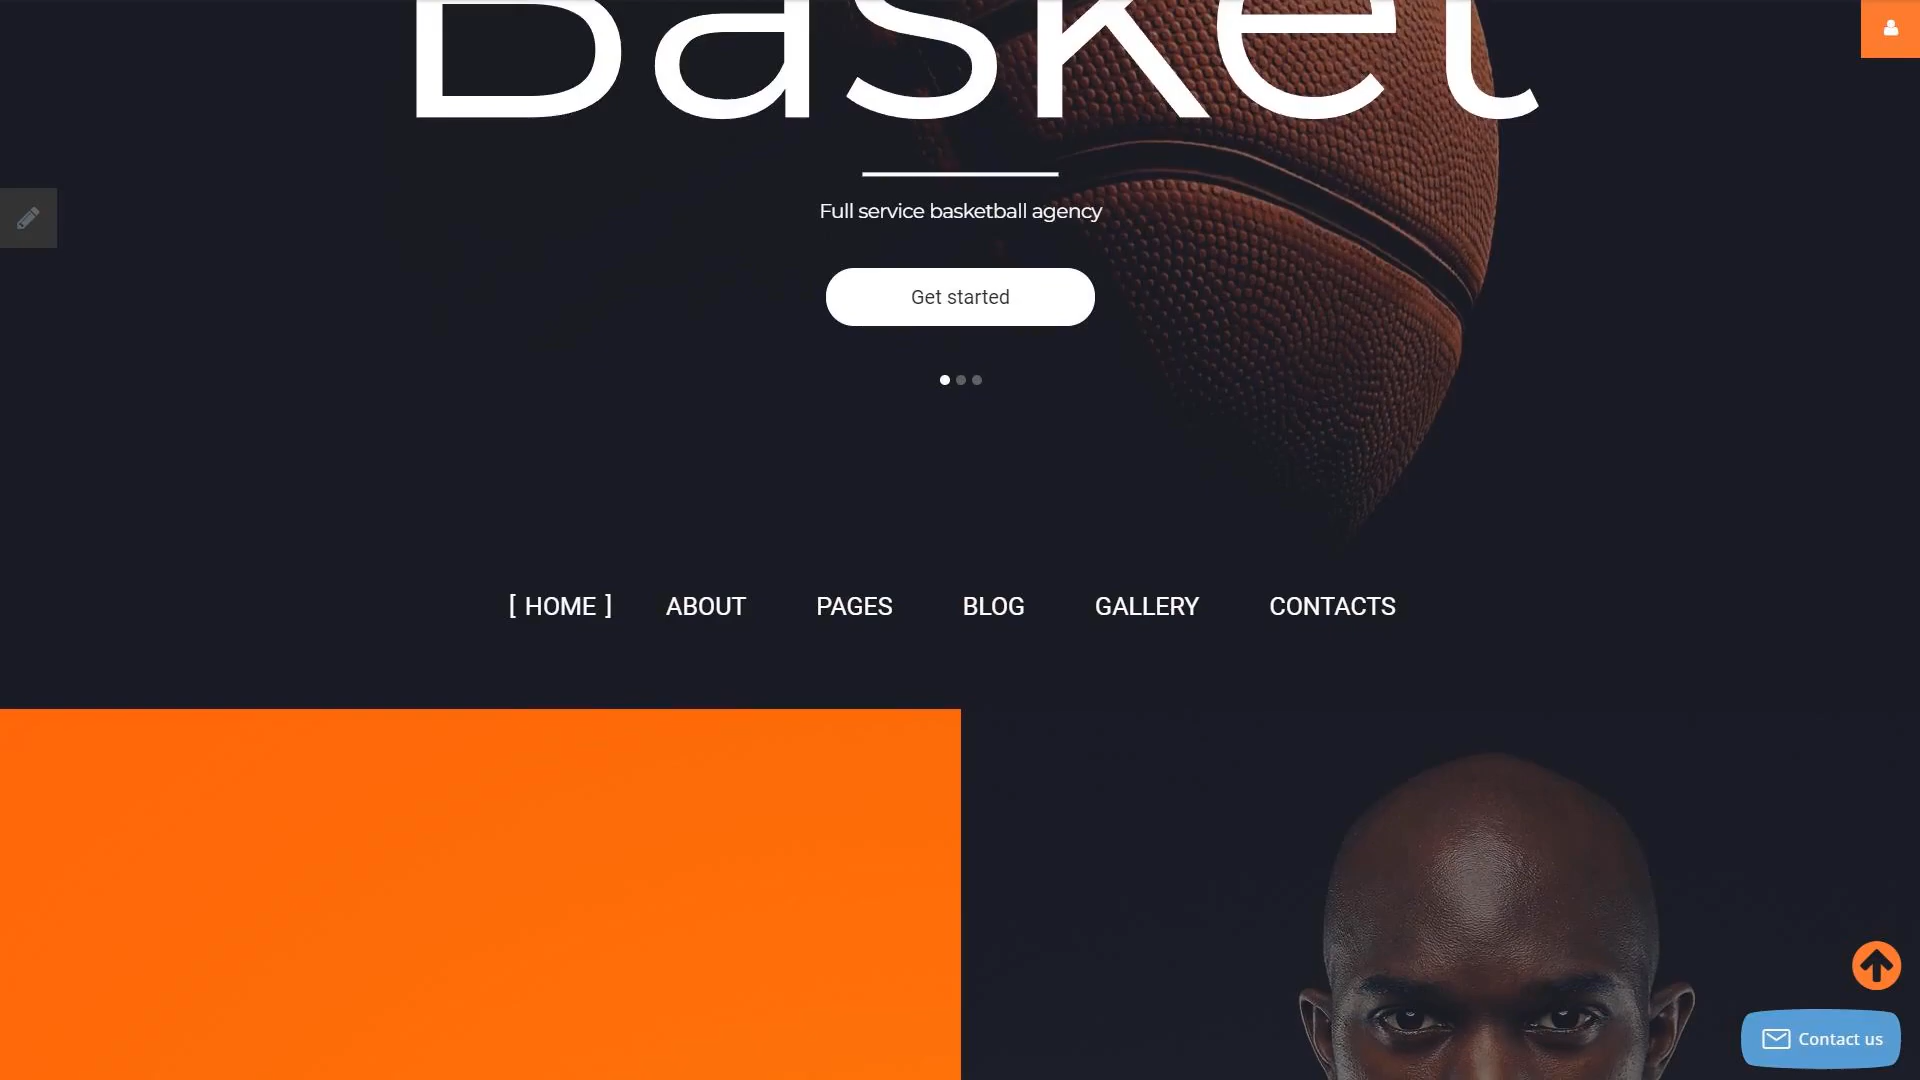 Basket
Full service basketball agency
Get started
[ HOME ] ABOUT PAGES BLOG GALLERY CONTACTS
Contact us